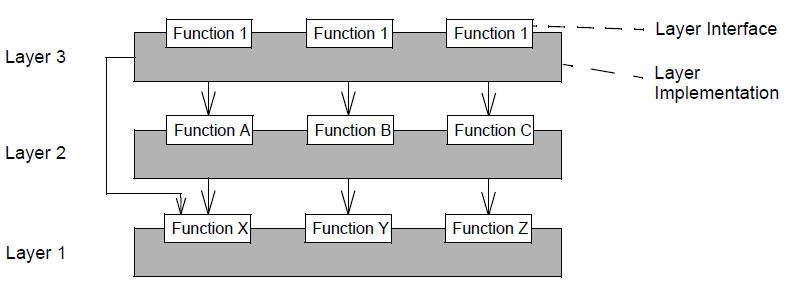 Function 1
Function 1
Function 1
Layer Interface
Layer 3
Layer
Implementation
Function A
Function B
Function C
Layer 2
Function X
Function Y
Function Z
Layer 1